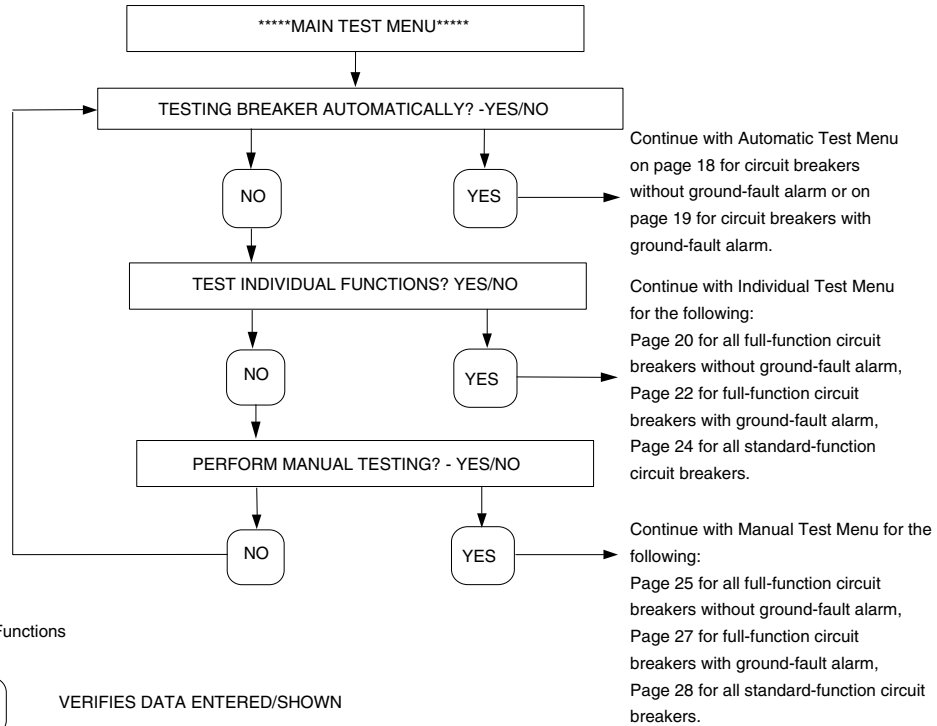 *****MAIN TEST MENU*****
TESTING BREAKER AUTOMATICALLY? -YES/NO
NO
YES
Continue with Automatic Test Menu
on page 18 for circuit breakers
without ground-fault alarm or on
page 19 for circuit breakers with
ground-fault alarm.
TEST INDIVIDUAL FUNCTIONS? YES/NO
NO
YES
Continue with Individual Test Menu
for the following:
Page 20 for all full-function circuit
breakers without ground-fault alarm,
Page 22 for full-function circuit
breakers with ground-fault alarm,
Page 24 for all standard-function
circuit breakers.
PERFORM MANUAL TESTING? - YES/NO
NO
YES
Continue with Manual Test Menu for the
following:
Page 25 for all full-function circuit
breakers without ground-fault alarm,
Page 27 for full-function circuit
breakers with ground-fault alarm,
Page 28 for all standard-function circuit
breakers.
Functions
VERIFIES DATA ENTERED/SHOWN